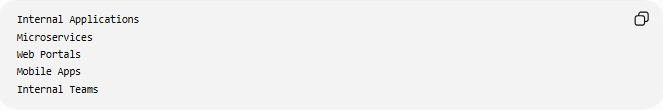 Internal Applications
Microservices
Web Portals
Mobile Apps
Internal Teams